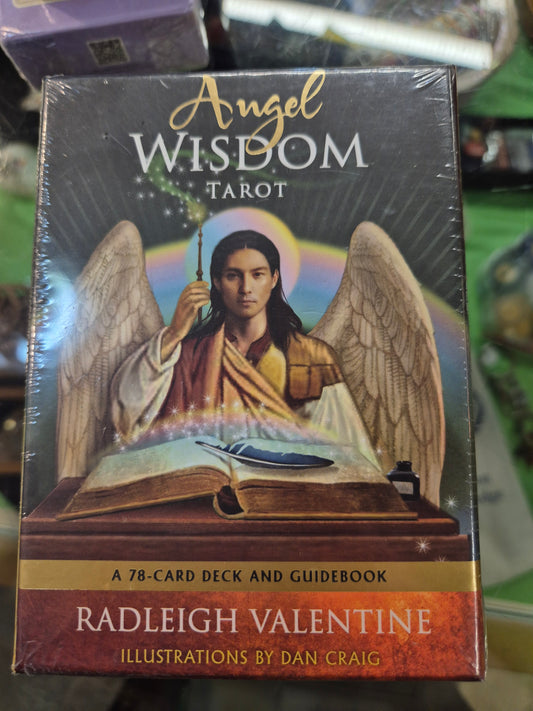 Angel
WISDOM
TAROT
A 78-CARD DECK AND GUIDEBOOK
RADLEIGH VALENTINE
ILLUSTRATIONS BY DAN CRAIG